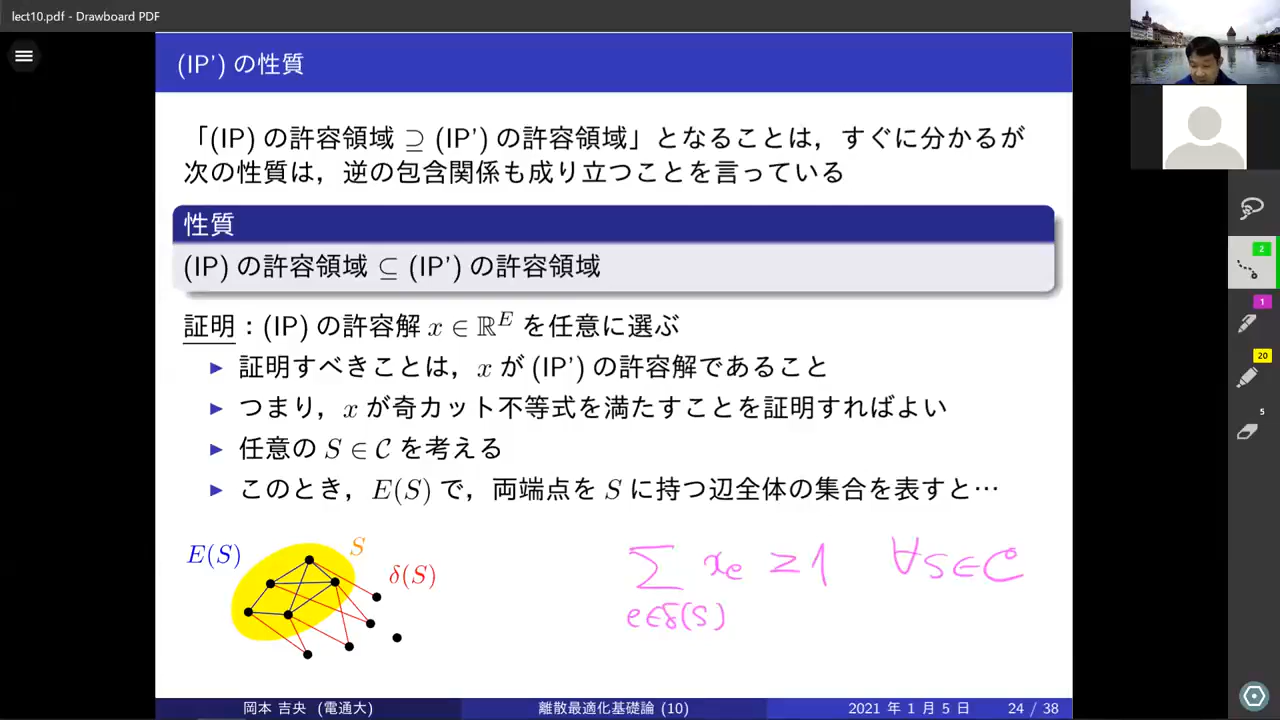 lect10.pdf - Drawboard PDF
(IP') の性質
「(IP) の許容領域 ⊇ (IP') の許容領域」となることは，すぐに分かるが
次の性質は，逆の包含関係も成り立つことを言っている
性質
(IP) の許容領域 ⊆ (IP') の許容領域
証明：(IP) の許容解 x ∈ ℝ^E を任意に選ぶ
▶ 証明すべきことは，x が (IP') の許容解であること
▶ つまり，x が奇カット不等式を満たすことを証明すればよい
▶ 任意の S ∈ 𝒞 を考える
▶ このとき，E(S) で，両端点を S に持つ辺全体の集合を表すと…
E(S)
S
δ(S)
∑ x_e ≥ 1 ∀S∈𝒞
e∈δ(S)
岡本 吉央 (電通大)
離散最適化基礎論 (10)
2021 年 1 月 5 日
24 / 38
2
1
20
5